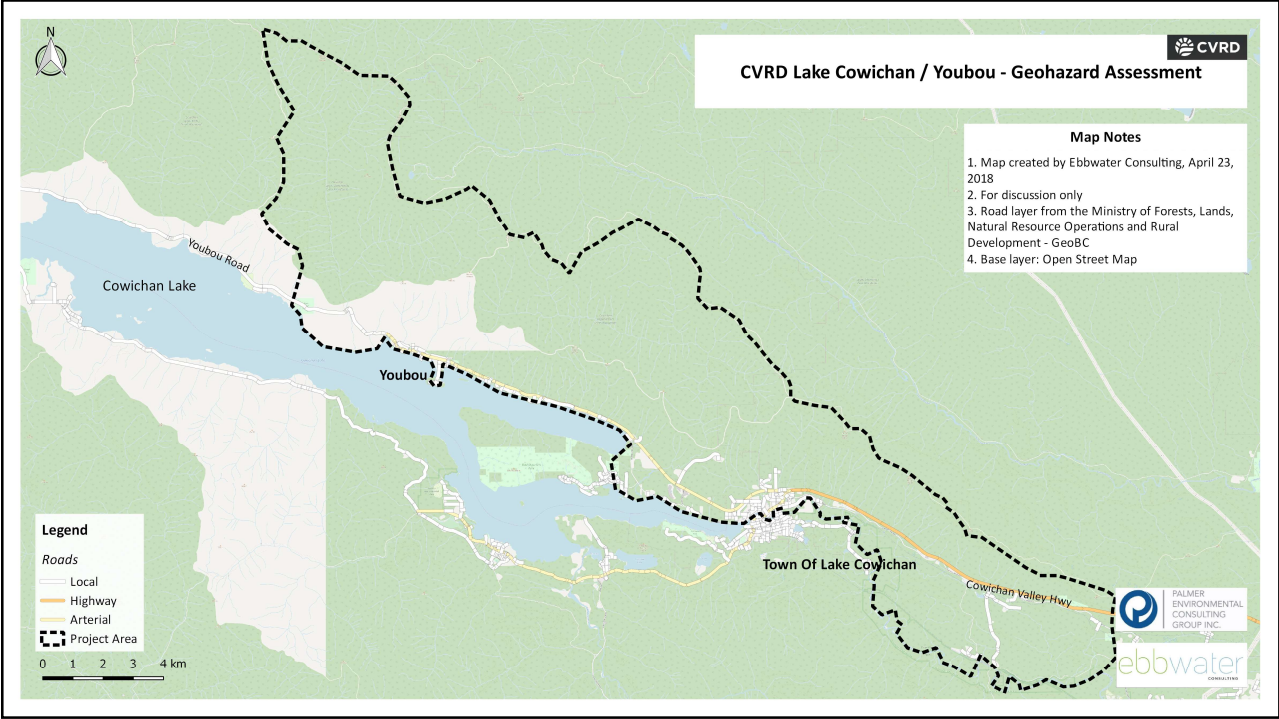 N
CVRD
CVRD Lake Cowichan / Youbou - Geohazard Assessment
Map Notes
1. Map created by Ebbwater Consulting, April 23,
2018
2. For discussion only
3. Road layer from the Ministry of Forests, Lands,
Natural Resource Operations and Rural
Development - GeoBC
4. Base layer: Open Street Map
Youbou Road
Cowichan Lake
Youbou
Town Of Lake Cowichan
Cowichan Valley Hwy
Legend
Roads
Local
Highway
Arterial
Project Area
0 1 2 3 4 km
P
PALMER
ENVIRONMENTAL
CONSULTING
GROUP INC.
ebbwater
CONSULTING